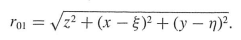 r₀₁ = √z² + (x − ξ)² + (y − η)².